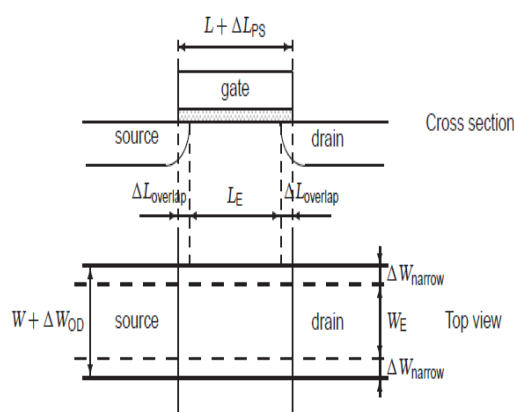 L + ΔL_PS
gate
source drain Cross section
ΔL_overlap L_E ΔL_overlap
ΔW_narrow
W + ΔW_OD source drain W_E Top view
ΔW_narrow